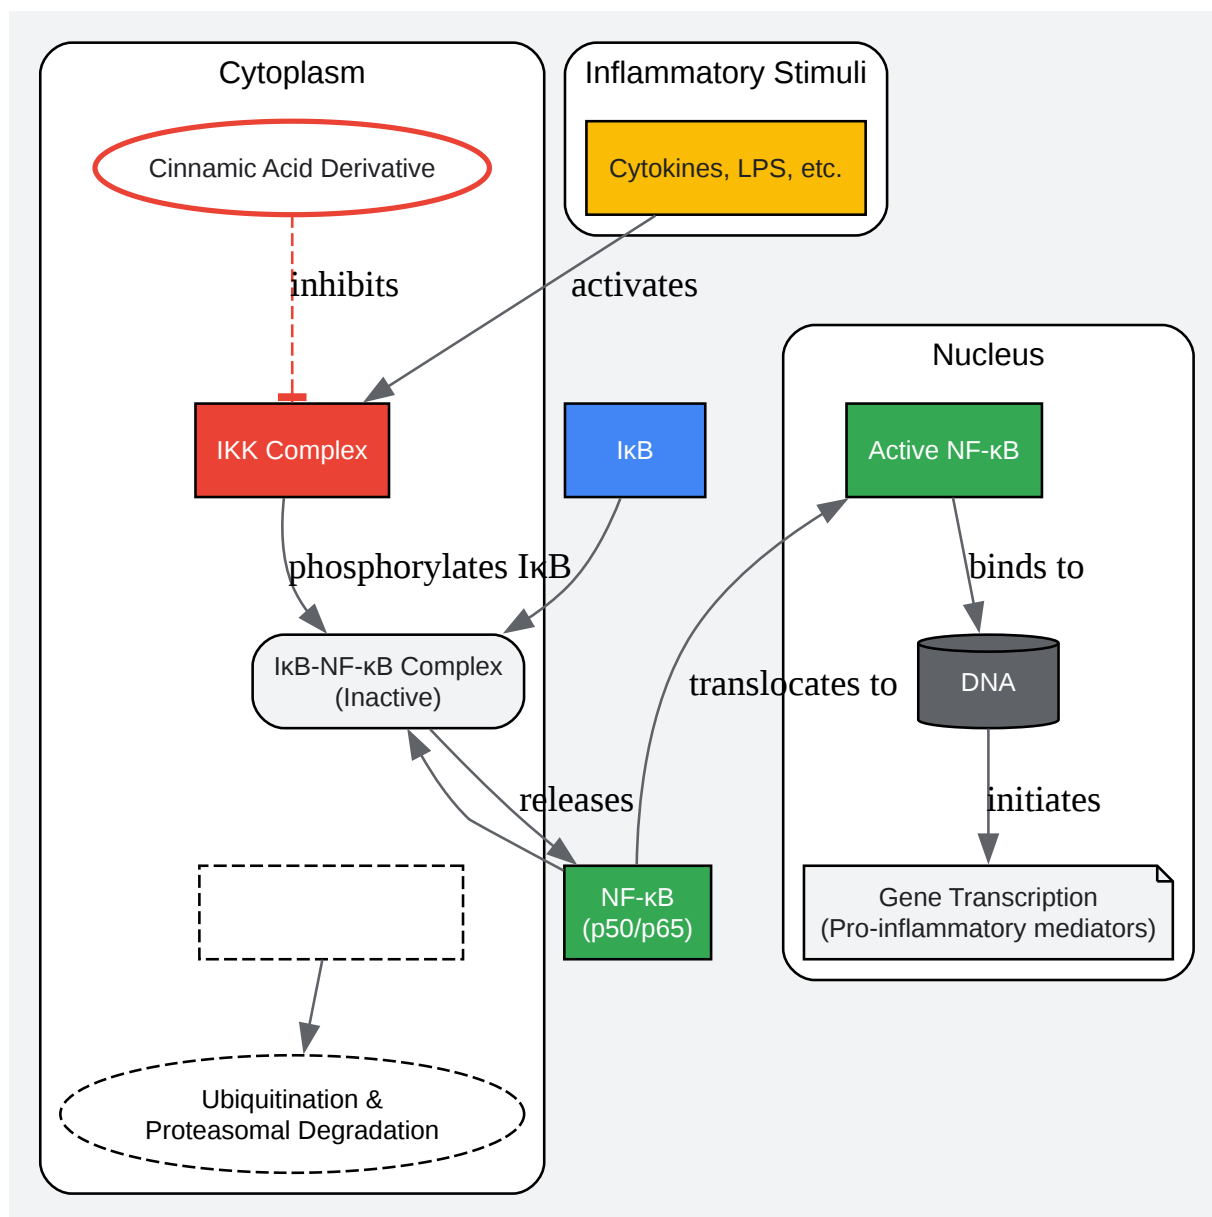 Cytoplasm
Inflammatory Stimuli
Cinnamic Acid Derivative
Cytokines, LPS, etc.
inhibits
activates
Nucleus
IKK Complex
IκB
Active NF-κB
phosphorylates IκB
binds to
IκB-NF-κB Complex
(Inactive)
translocates to
DNA
releases
initiates
NF-κB
(p50/p65)
Gene Transcription
(Pro-inflammatory mediators)
Ubiquitination &
Proteasomal Degradation